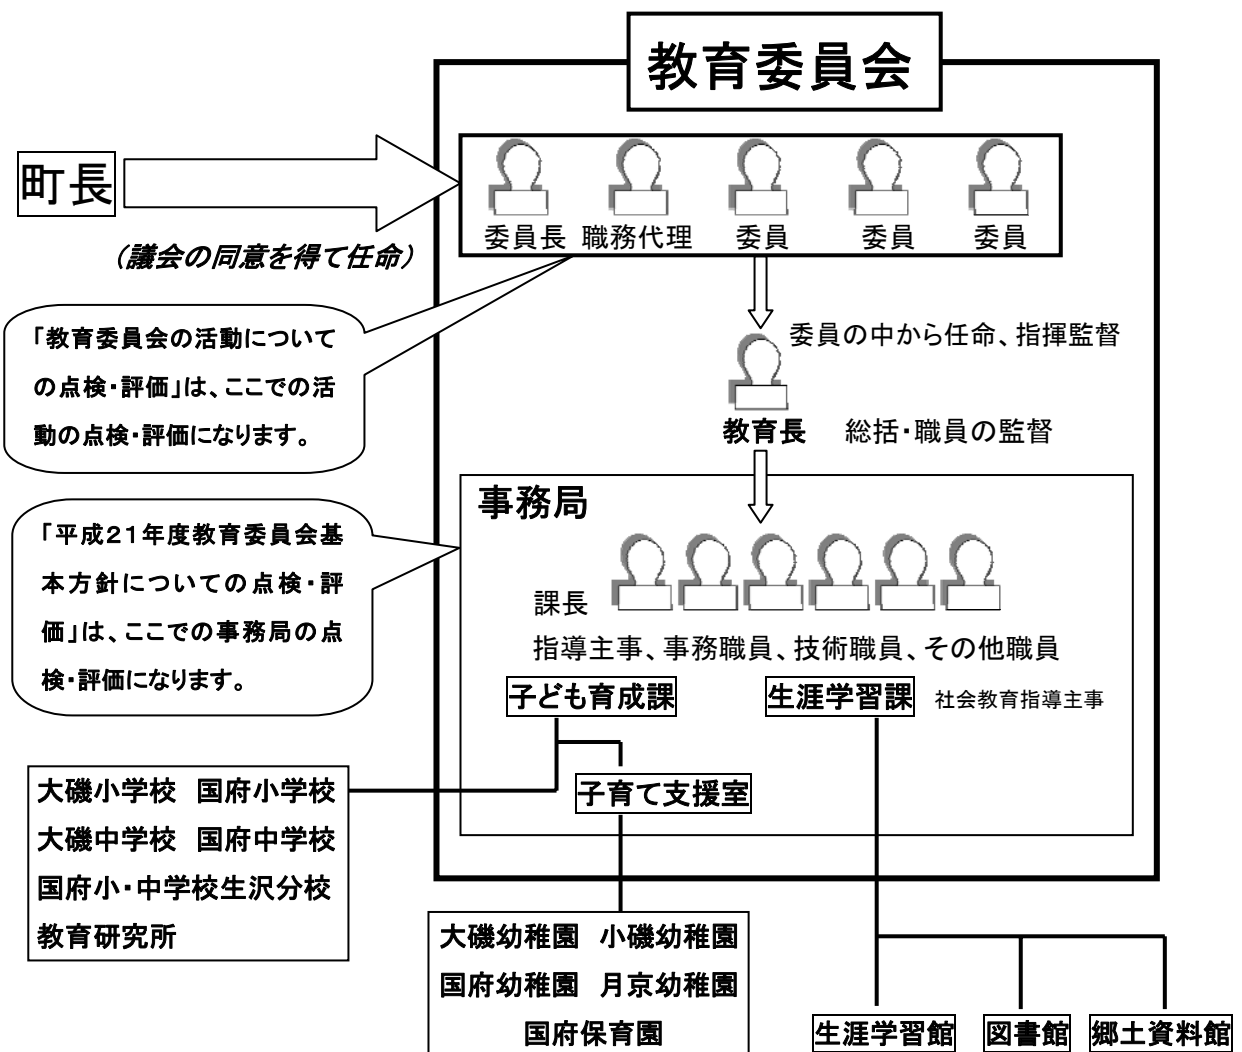 教育委員会
町長
(議会の同意を得て任命)
委員長 職務代理 委員 委員 委員
「教育委員会の活動について
の点検・評価」は、ここでの活
動の点検・評価になります。
委員の中から任命、指揮監督
教育長 総括・職員の監督
事務局
「平成21年度教育委員会基
本方針についての点検・評
価」は、ここでの事務局の点
検・評価になります。
課長
指導主事、事務職員、技術職員、その他職員
子ども育成課 生涯学習課 社会教育指導主事
子育て支援室
大磯小学校 国府小学校
大磯中学校 国府中学校
国府小・中学校生沢分校
教育研究所
大磯幼稚園 小磯幼稚園
国府幼稚園 月京幼稚園
国府保育園
生涯学習館 図書館 郷土資料館